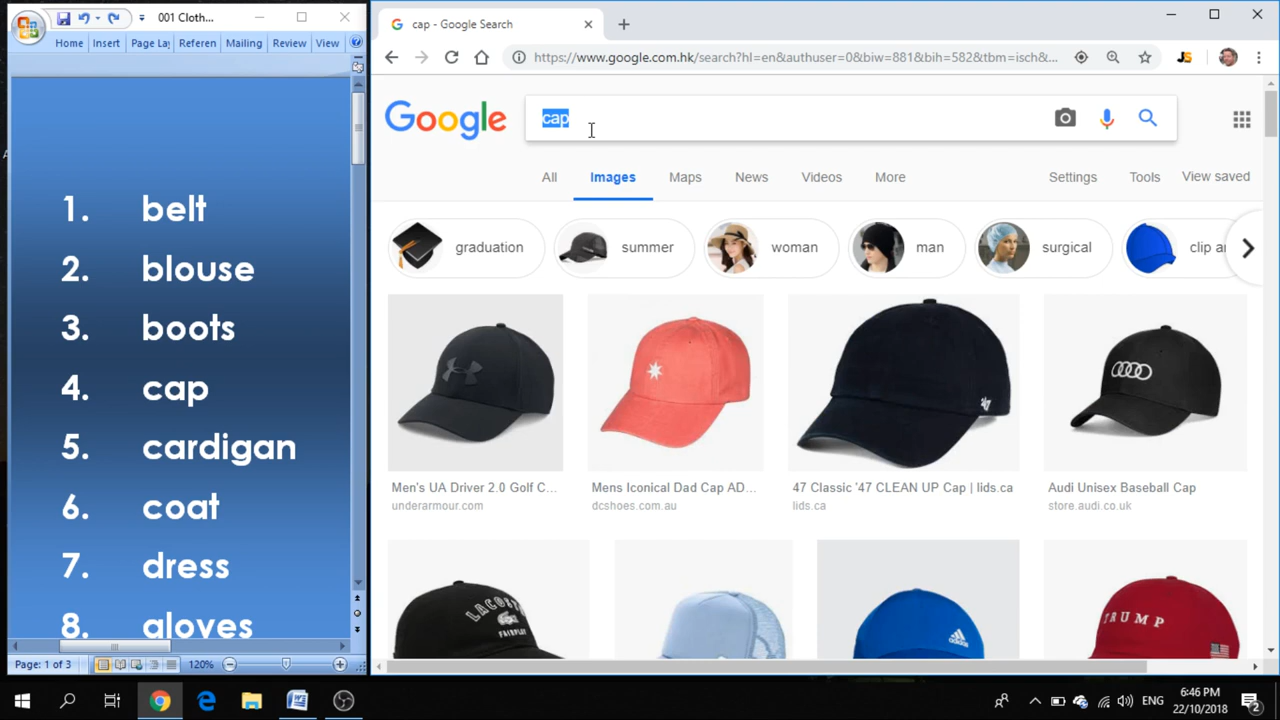 001 Cloth...
Home Insert Page La Referen Mailing Review View
1. belt
2. blouse
3. boots
4. cap
5. cardigan
6. coat
7. dress
8. gloves
Page: 1 of 3 120%
cap - Google Search
https://www.google.com.hk/search?hl=en&authuser=0&biw=881&bih=582&tbm=isch&...
Google cap
All Images Maps News Videos More Settings Tools View saved
graduation summer woman man surgical clip ar
Men's UA Driver 2.0 Golf C... Mens Iconical Dad Cap AD... 47 Classic '47 CLEAN UP Cap | lids.ca Audi Unisex Baseball Cap
underarmour.com dcshoes.com.au lids.ca store.audi.co.uk
LACOSTE
FAIRPLAY
adidas
TRUMP
ENG
6:46 PM
22/10/2018
2